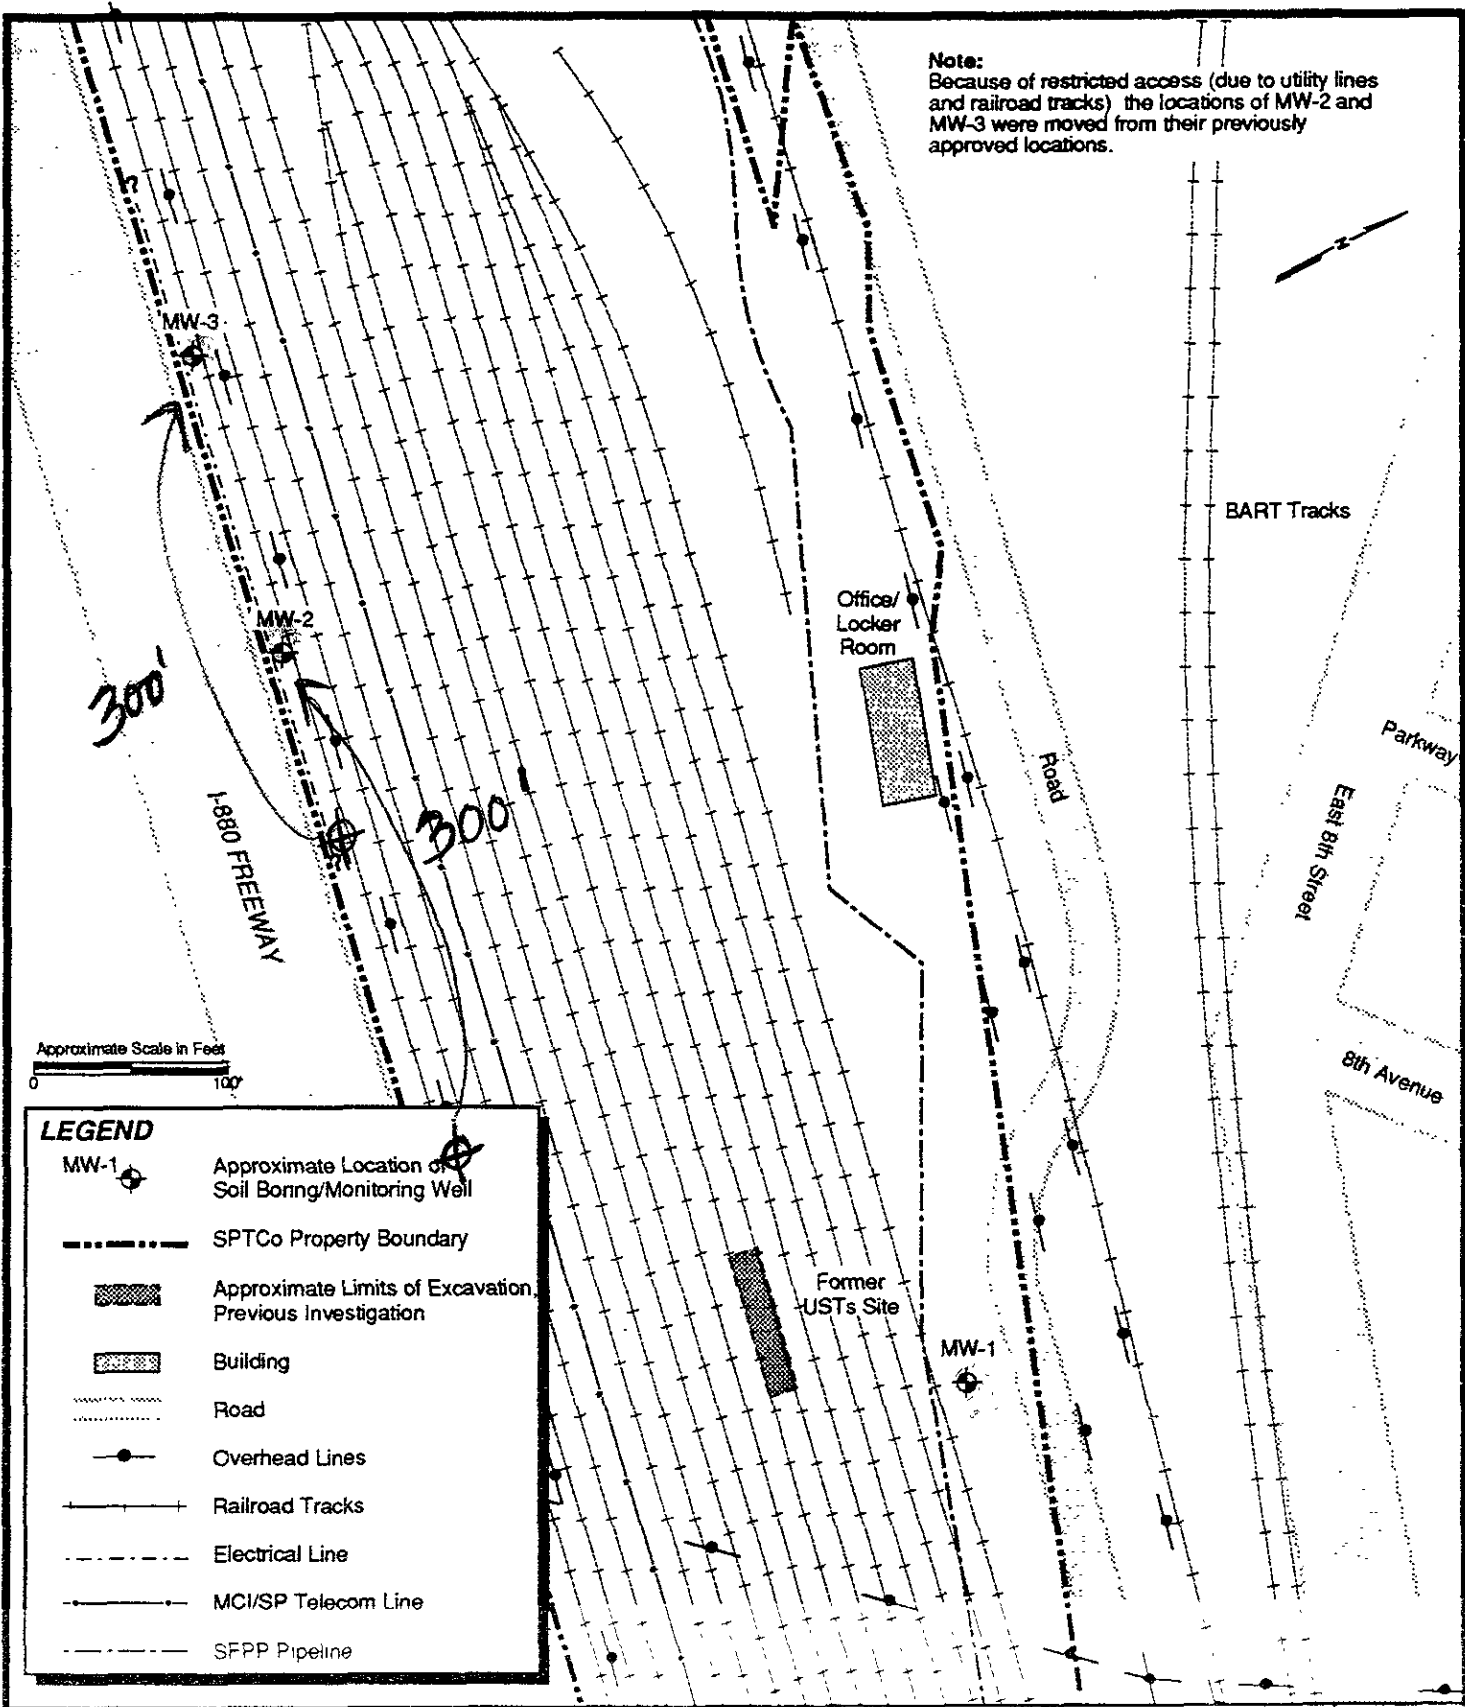 Note:
Because of restricted access (due to utility lines
and railroad tracks) the locations of MW-2 and
MW-3 were moved from their previously
approved locations.
N
MW-3
BART Tracks
Office/
Locker
Room
MW-2
300'
Parkway
Road
300'
East 8th Street
I-880 FREEWAY
Approximate Scale in Feet
0 100'
8th Avenue
LEGEND
MW-1 Approximate Location of
Soil Boring/Monitoring Well
SPTCo Property Boundary
Approximate Limits of Excavation,
Previous Investigation
Building
Road
Overhead Lines
Railroad Tracks
Electrical Line
MCI/SP Telecom Line
SFPP Pipeline
Former
USTs Site
MW-1